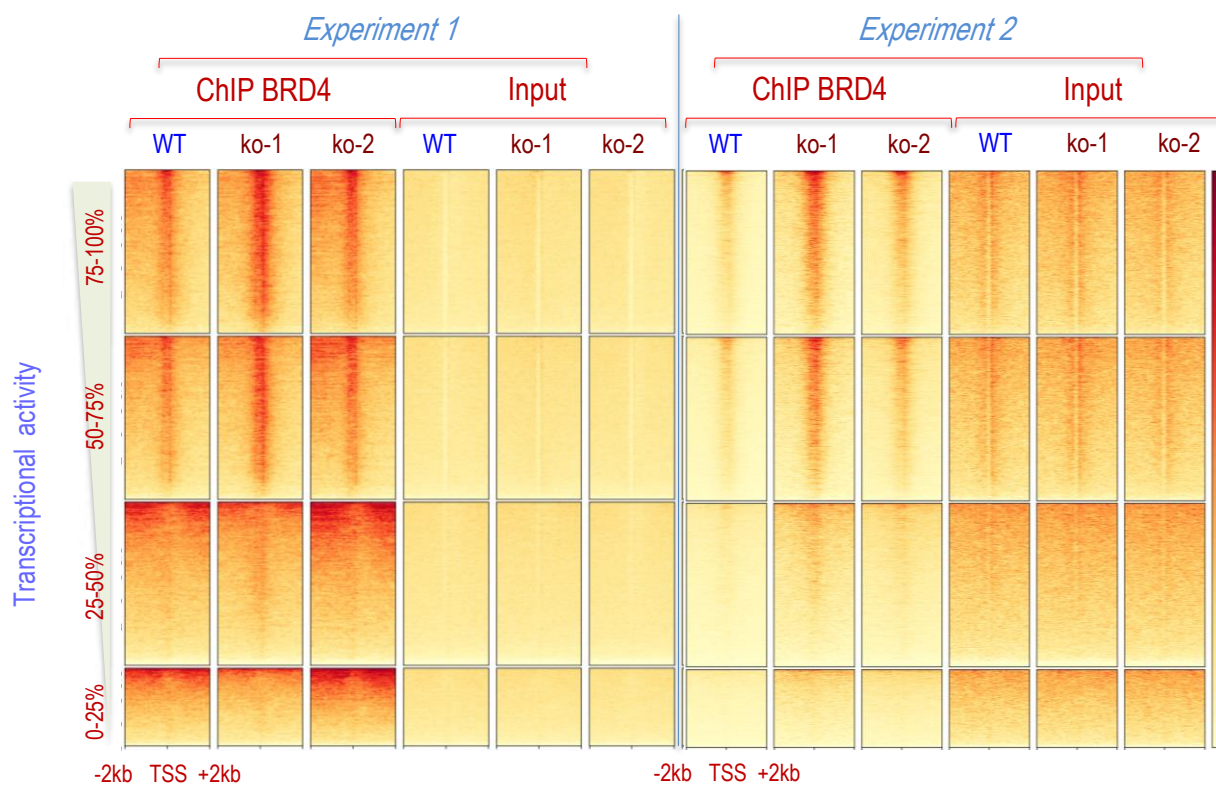 Experiment 1
Experiment 2
ChIP BRD4
Input
ChIP BRD4
Input
WT
ko-1
ko-2
WT
ko-1
ko-2
WT
ko-1
ko-2
WT
ko-1
ko-2
Transcriptional activity
75-100%
50-75%
25-50%
0-25%
-2kb TSS +2kb
-2kb TSS +2kb